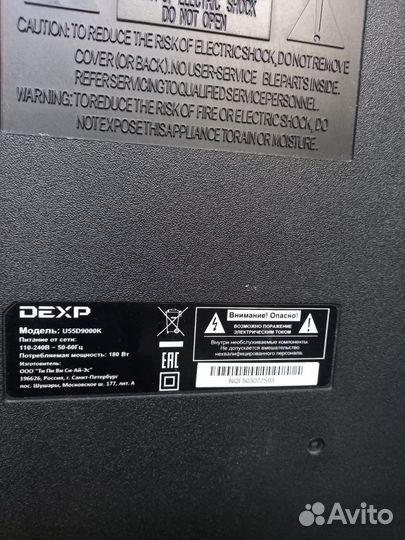 OF ELECTRIC SHOCK
DO NOT OPEN
CAUTION: TO REDUCE THE RISK OF ELECTRIC SHOCK, DO NOT REMOVE
COVER (OR BACK). NO USER-SERVICE BLE PARTS INSIDE.
REFER SERVICING TO QUALIFIED SERVICE PERSONNEL.
WARNING: TO REDUCE THE RISK OF FIRE OR ELECTRIC SHOCK, DO
NOT EXPOSE THIS APPLIANCE TO RAIN OR MOISTURE.
DEXP
Модель: U55D9000K
Питание от сети:
110-240В ~ 50-60Гц
Потребляемая мощность: 180 Вт
Изготовитель:
ООО "Ти Пи Ви Си-Ай-Эс"
196626, Россия, г. Санкт-Петербург
пос. Шушары, Московское ш. 177, лит. А
EAC
Внимание! Опасно!
ВОЗМОЖНО ПОРАЖЕНИЕ
ЭЛЕКТРИЧЕСКИМ ТОКОМ
Внутри необслуживаемые компоненты.
Не допускается вмешательство
неквалифицированного персонала.
Avito